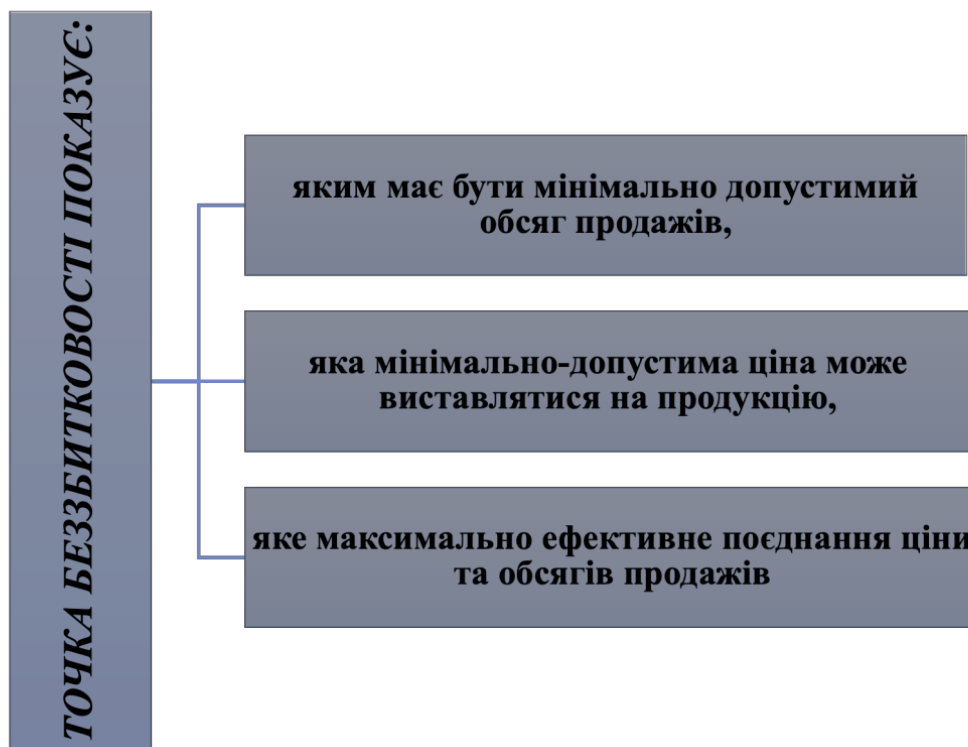 ТОЧКА БЕЗЗБИТКОВОСТІ ПОКАЗУЄ:
яким має бути мінімально допустимий
обсяг продажів,
яка мінімально-допустима ціна може
виставлятися на продукцію,
яке максимально ефективне поєднання ціни
та обсягів продажів